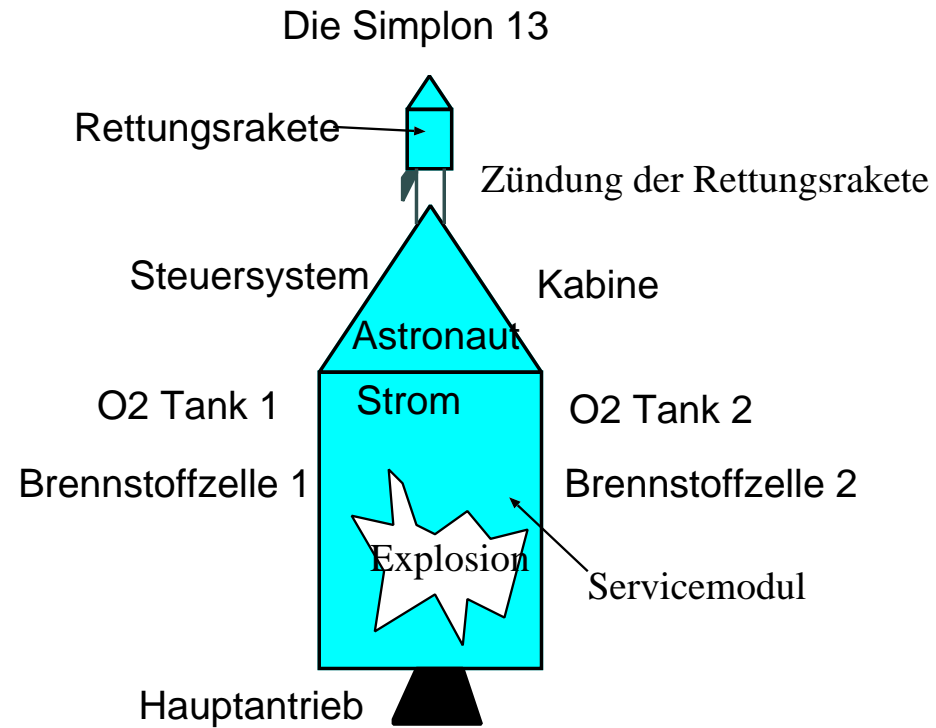 Die Simplon 13
Rettungsrakete
Zündung der Rettungsrakete
Steuersystem
Kabine
Astronaut
O2 Tank 1
Strom
O2 Tank 2
Brennstoffzelle 1
Brennstoffzelle 2
Explosion
Servicemodul
Hauptantrieb